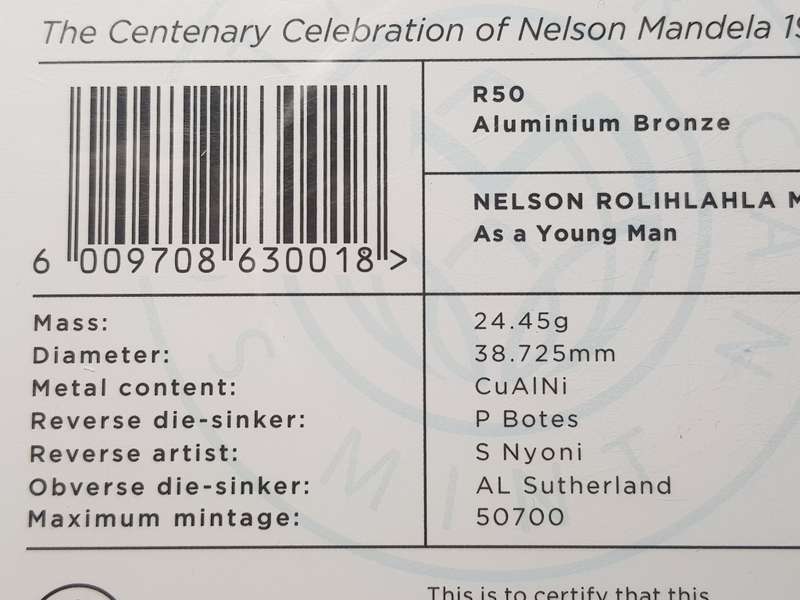 The Centenary Celebration of Nelson Mandela 19
R50
Aluminium Bronze
NELSON ROLIHLAHLA M
As a Young Man
6 009708 630018 >
Mass: 24.45g
Diameter: 38.725mm
Metal content: CuAlNi
Reverse die-sinker: P Botes
Reverse artist: S Nyoni
Obverse die-sinker: AL Sutherland
Maximum mintage: 50700
This is to certify that this